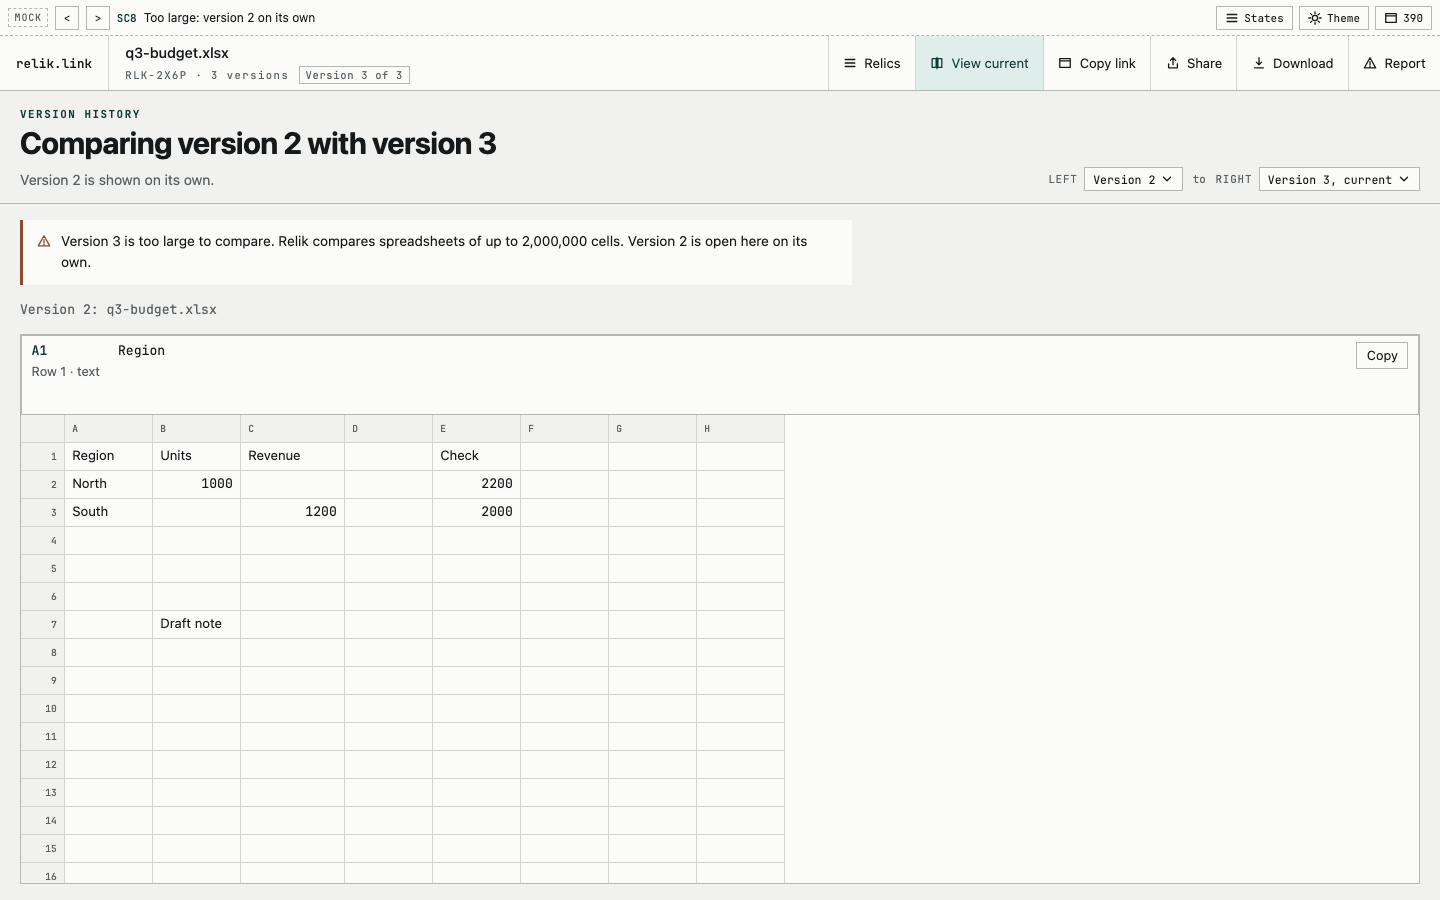 MOCK < > SC8 Too large: version 2 on its own States Theme 390
relik.link
q3-budget.xlsx
RLK-2X6P · 3 versions Version 3 of 3
Relics View current Copy link Share Download Report
VERSION HISTORY
Comparing version 2 with version 3
Version 2 is shown on its own.
LEFT Version 2 to RIGHT Version 3, current
Version 3 is too large to compare. Relik compares spreadsheets of up to 2,000,000 cells. Version 2 is open here on its
own.
Version 2: q3-budget.xlsx
A1 Region Copy
Row 1 · text
A B C D E F G H
1 Region Units Revenue Check
2 North 1000 2200
3 South 1200 2000
4
5
6
7 Draft note
8
9
10
11
12
13
14
15
16